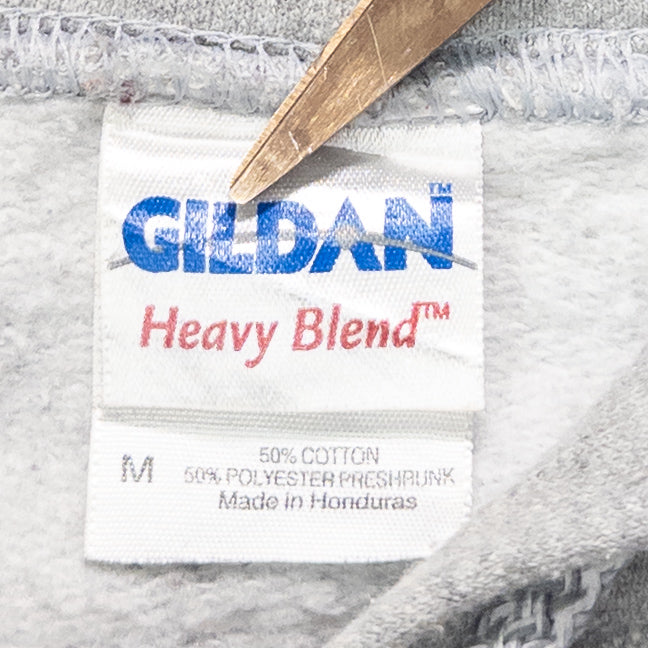 GILDAN™
Heavy Blend™
M
50% COTTON
50% POLYESTER PRESHRUNK
Made in Honduras